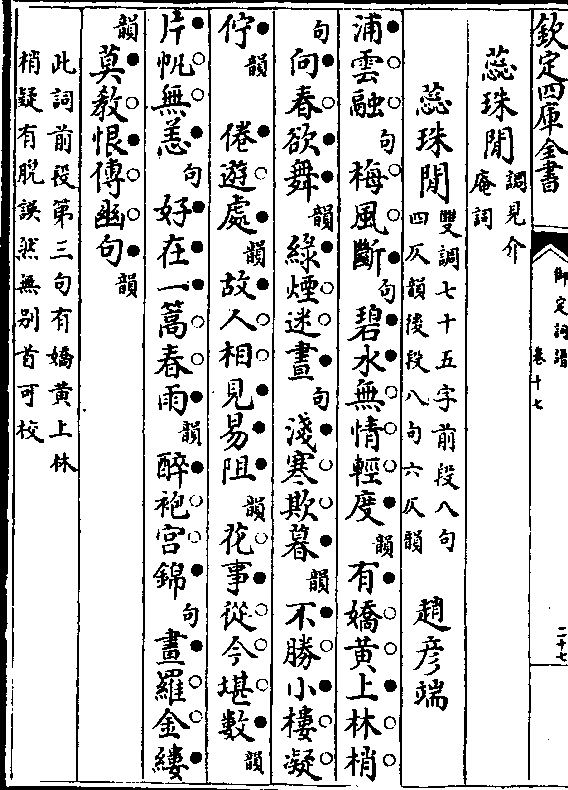 欽定四庫全書
御定詞譜
卷十七
二十七
蕊珠閒 調見介
庵詞
蕊珠閒 雙調七十五字前段八句
四仄韻後段八句六仄韻 趙彦端
浦雲融句梅風斷句碧水無情輕度韻有嬌黃上林梢
句向春欲舞韻綠煙迷晝句淺寒欺暮韻不勝小樓凝
佇韻 倦遊處韻故人相見易阻韻花事從今堪數韻
片帆無恙句好在一篙春雨韻醉袍宮錦句畫羅金縷
韻莫教恨傳幽句韻
此詞前段第三句有嬌黃上林
梢疑有脫誤然無别首可校